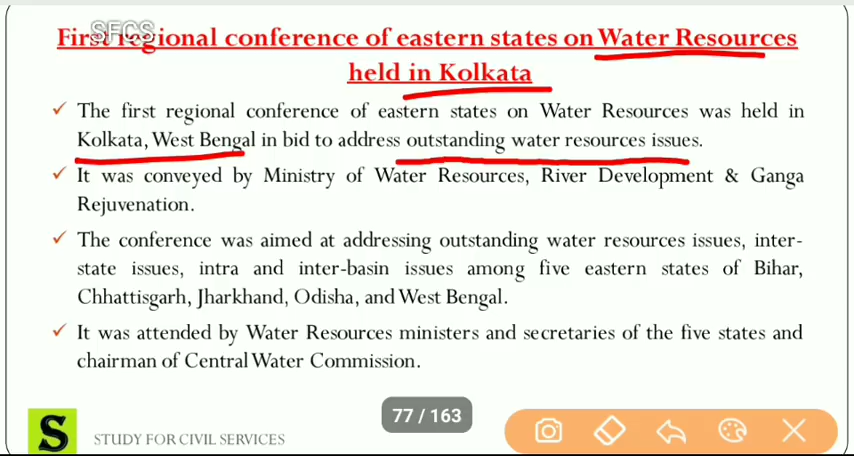 SFCS
First regional conference of eastern states on Water Resources
held in Kolkata
✓ The first regional conference of eastern states on Water Resources was held in
Kolkata, West Bengal in bid to address outstanding water resources issues.
✓ It was conveyed by Ministry of Water Resources, River Development & Ganga
Rejuvenation.
✓ The conference was aimed at addressing outstanding water resources issues, inter-
state issues, intra and inter-basin issues among five eastern states of Bihar,
Chhattisgarh, Jharkhand, Odisha, and West Bengal.
✓ It was attended by Water Resources ministers and secretaries of the five states and
chairman of Central Water Commission.
77 / 163
S
STUDY FOR CIVIL SERVICES